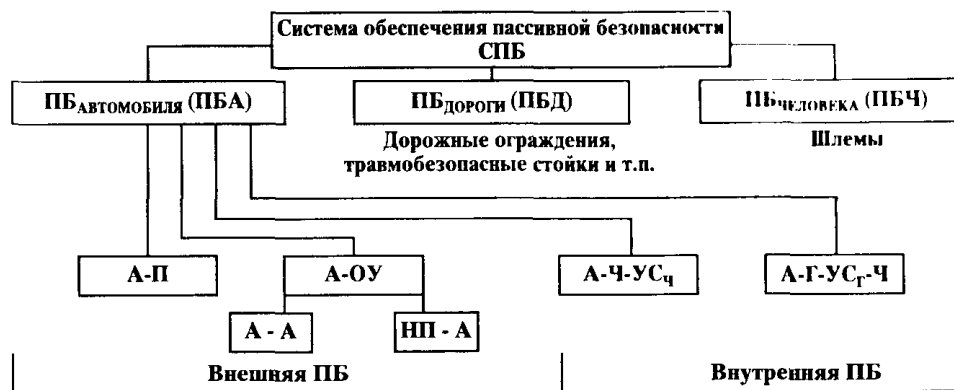 Система обеспечения пассивной безопасности
СПБ
ПБАВТОМОБИЛЯ (ПБА)
ПБДОРОГИ (ПБД)
ПБЧЕЛОВЕКА (ПБЧ)
Дорожные ограждения,
травмобезопасные стойки и т.п.
Шлемы
А-П
А-ОУ
А-Ч-УСЧ
А-Г-УСГ-Ч
А - А
НП - А
Внешняя ПБ
Внутренняя ПБ